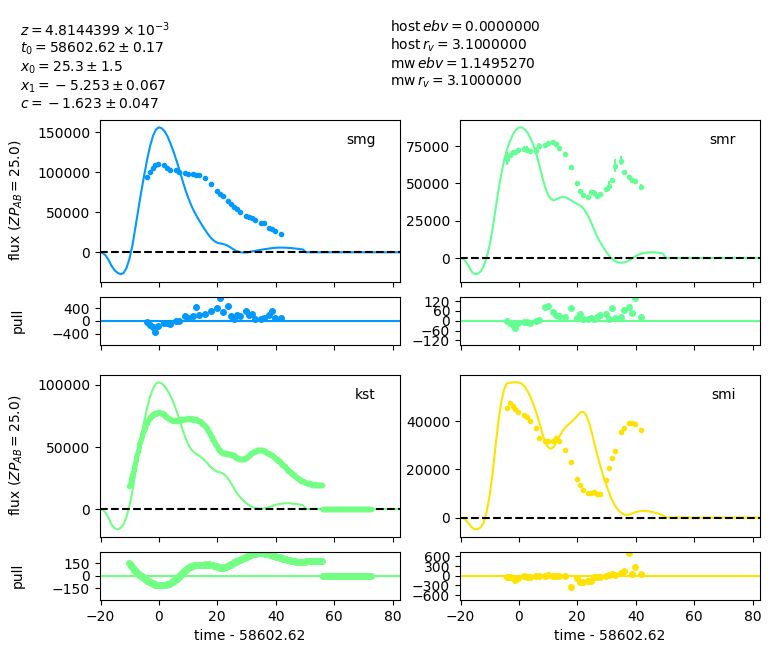 z = 4.8144399 × 10⁻³
t₀ = 58602.62 ± 0.17
x₀ = 25.3 ± 1.5
x₁ = −5.253 ± 0.067
c = −1.623 ± 0.047
host ebv = 0.0000000
host r_v = 3.1000000
mw ebv = 1.1495270
mw r_v = 3.1000000
flux (ZP_AB = 25.0)
150000
100000
50000
0
smg
75000
50000
25000
0
smr
pull
400
0
−400
120
60
0
−60
−120
flux (ZP_AB = 25.0)
100000
50000
0
kst
40000
20000
0
smi
pull
150
0
−150
−20 0 20 40 60 80
time - 58602.62
600
300
0
−300
−600
−20 0 20 40 60 80
time - 58602.62